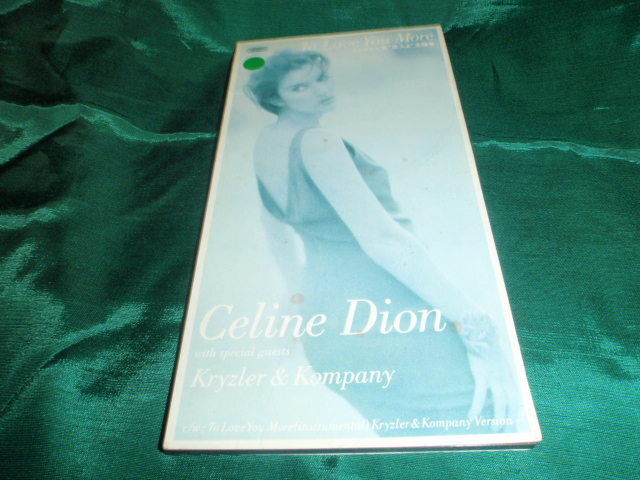 To Love You More
Celine Dion
with special guests
Kryzler & Kompany
c/w: To Love You More (instrumental) Kryzler & Kompany Version